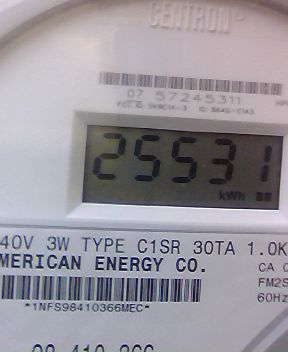 CENTRON
07 57245311
25531
kWh 88
40V 3W TYPE C1SR 30TA 1.0K
MERICAN ENERGY CO.
CA
FM2S
60Hz
*1NFS98410366MEC*